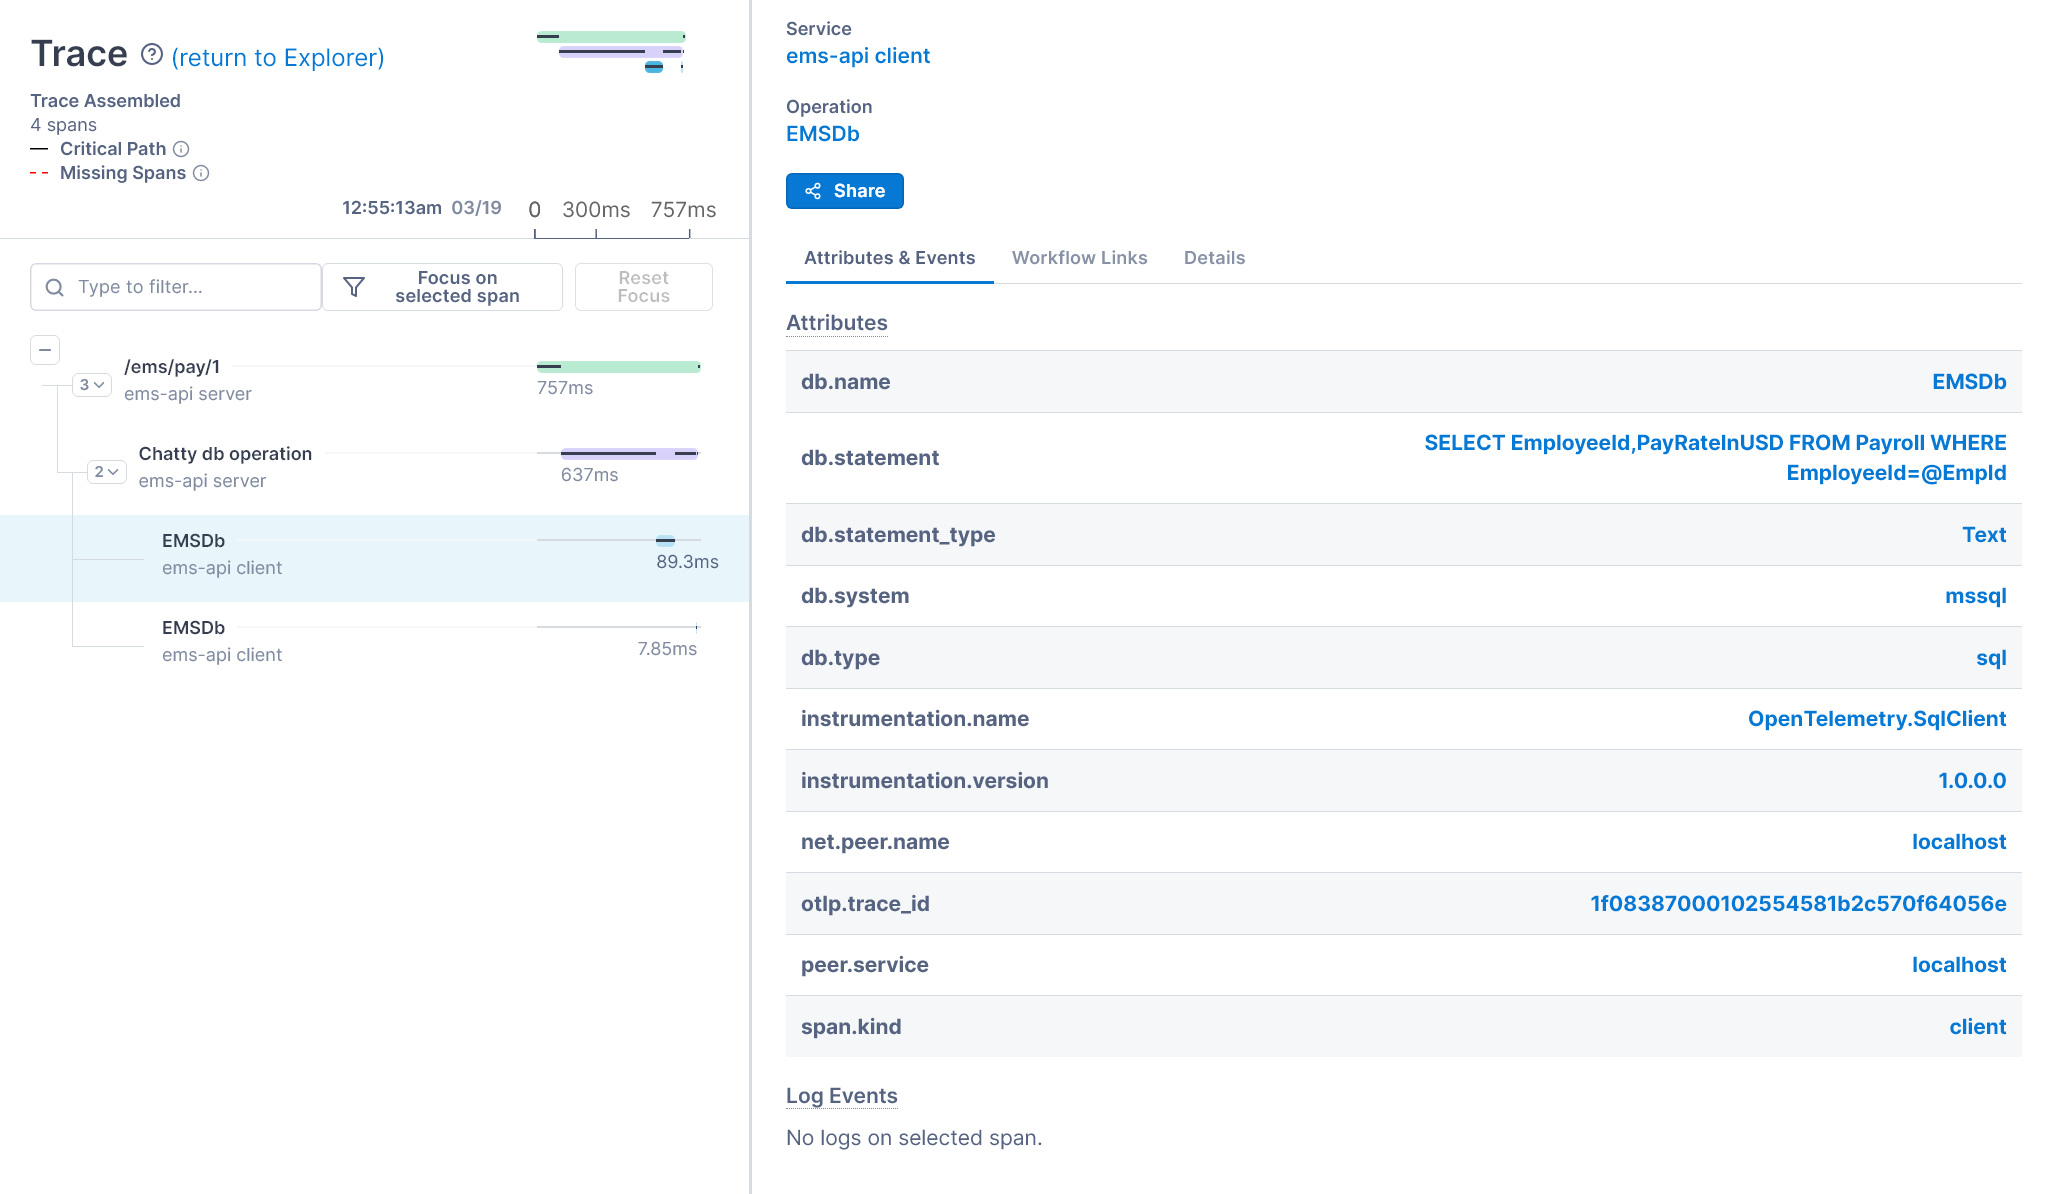 Trace (return to Explorer)
Trace Assembled
4 spans
Critical Path
Missing Spans
12:55:13am 03/19 0 300ms 757ms
Type to filter...
Focus on
selected span
Reset
Focus
/ems/pay/1
3
ems-api server
757ms
Chatty db operation
2
ems-api server
637ms
EMSDb
ems-api client
89.3ms
EMSDb
ems-api client
7.85ms
Service
ems-api client
Operation
EMSDb
Share
Attributes & Events Workflow Links Details
Attributes
db.name EMSDb
db.statement SELECT EmployeeId,PayRateInUSD FROM Payroll WHERE
EmployeeId=@EmpId
db.statement_type Text
db.system mssql
db.type sql
instrumentation.name OpenTelemetry.SqlClient
instrumentation.version 1.0.0.0
net.peer.name localhost
otlp.trace_id 1f08387000102554581b2c570f64056e
peer.service localhost
span.kind client
Log Events
No logs on selected span.